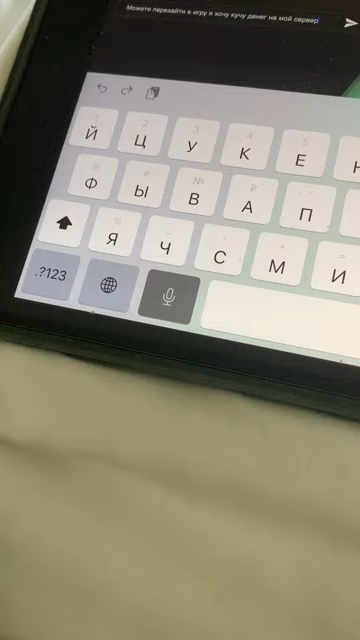 Можете перезайти в игру я хочу кучу денег на мой сервер
Й Ц У К Е
Ф Ы В А П
Я Ч С М И
.?123